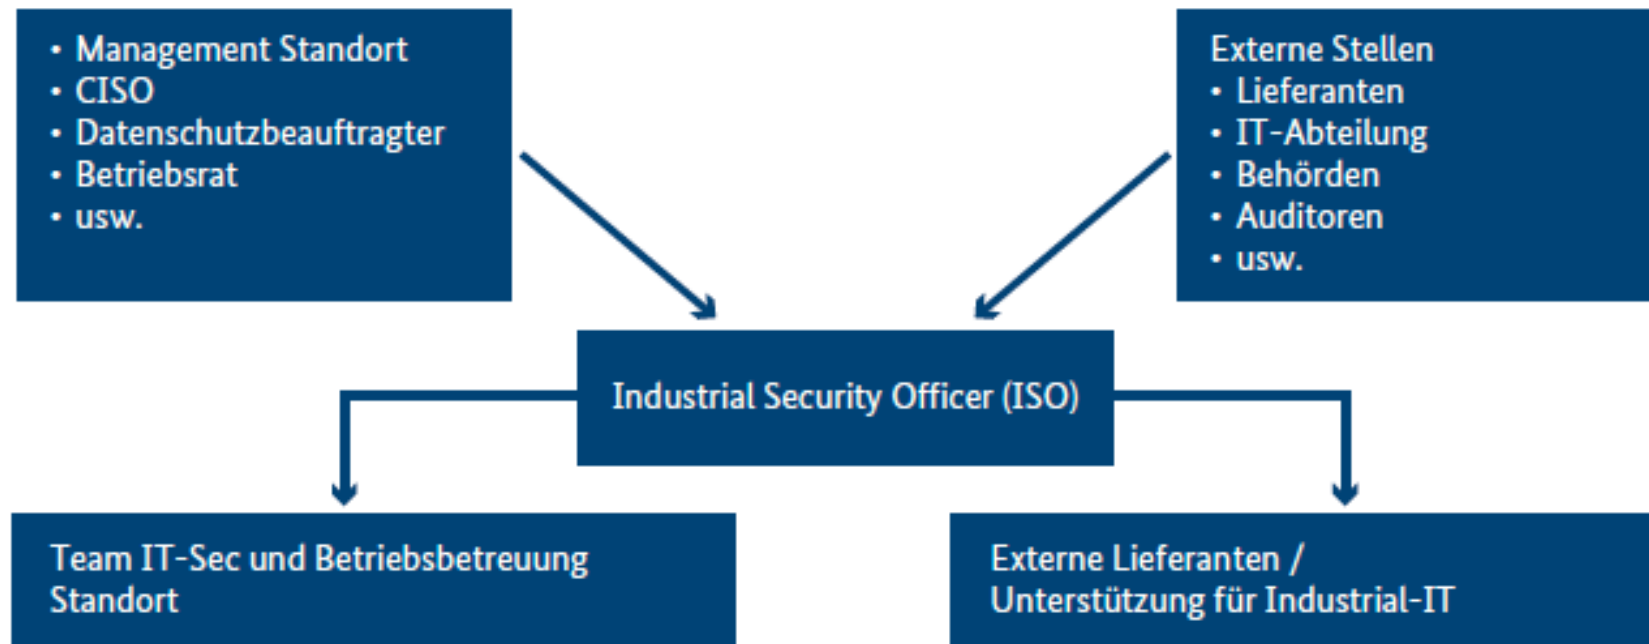 • Management Standort
• CISO
• Datenschutzbeauftragter
• Betriebsrat
• usw.
Externe Stellen
• Lieferanten
• IT-Abteilung
• Behörden
• Auditoren
• usw.
Industrial Security Officer (ISO)
Team IT-Sec und Betriebsbetreuung
Standort
Externe Lieferanten /
Unterstützung für Industrial-IT